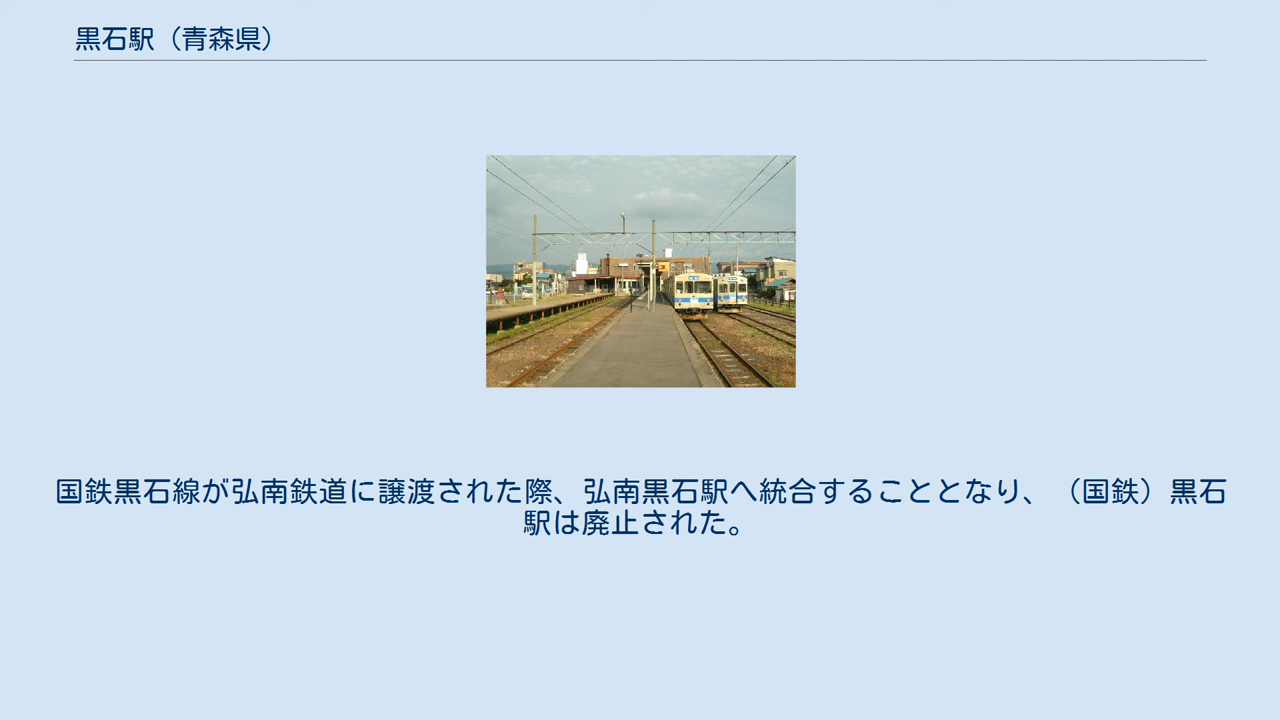 黒石駅（青森県）
国鉄黒石線が弘南鉄道に譲渡された際、弘南黒石駅へ統合することとなり、（国鉄）黒石
駅は廃止された。